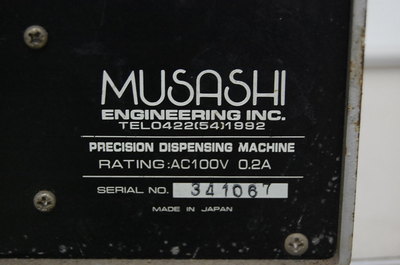 MUSASHI
ENGINEERING INC.
TEL0422(54)1992
PRECISION DISPENSING MACHINE
RATING:AC100V 0.2A
SERIAL NO. 341067
MADE IN JAPAN